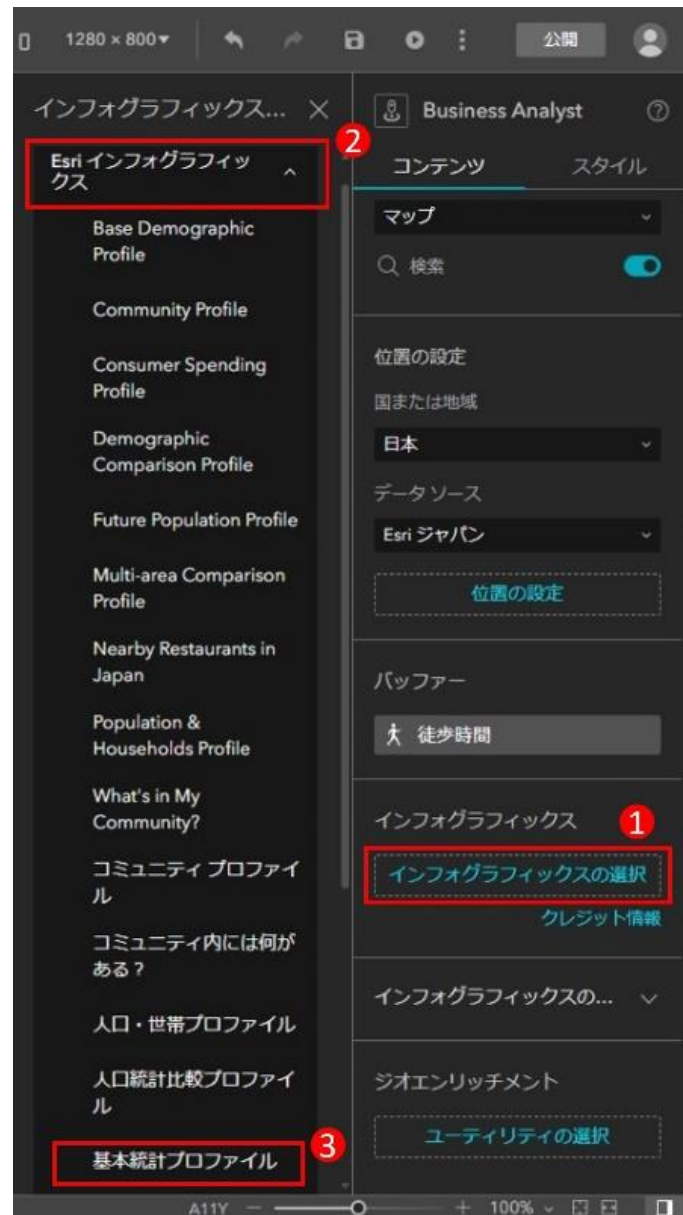 1280 × 800
公開
インフォグラフィックス...
Esri インフォグラフィッ
クス
2
Base Demographic
Profile
Community Profile
Consumer Spending
Profile
Demographic
Comparison Profile
Future Population Profile
Multi-area Comparison
Profile
Nearby Restaurants in
Japan
Population &
Households Profile
What's in My
Community?
コミュニティ プロファイ
ル
コミュニティ内には何が
ある？
人口・世帯プロファイル
人口統計比較プロファイ
ル
基本統計プロファイル
3
Business Analyst
コンテンツ
スタイル
マップ
検索
位置の設定
国または地域
日本
データ ソース
Esri ジャパン
位置の設定
バッファー
徒歩時間
インフォグラフィックス
1
インフォグラフィックスの選択
クレジット情報
インフォグラフィックスの...
ジオエンリッチメント
ユーティリティの選択
A11Y
100%